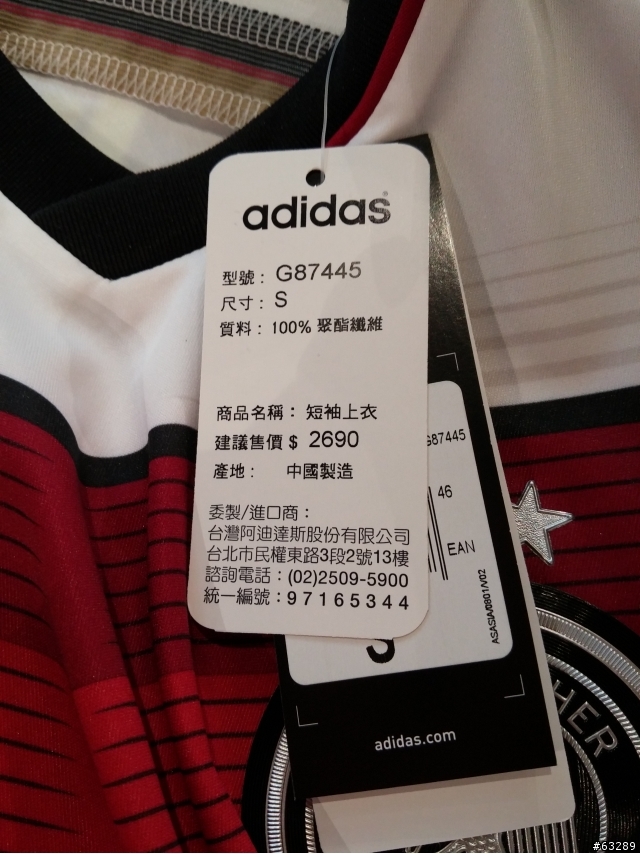 adidas
型號：G87445
尺寸：S
質料：100% 聚酯纖維
商品名稱：短袖上衣
建議售價 $ 2690
產地： 中國製造
委製/進口商：
台灣阿迪達斯股份有限公司
台北市民權東路3段2號13樓
諮詢電話：(02)2509-5900
統一編號：97165344
G87445
46
EAN
ASASIA/0801/V02
S
adidas.com
HER
#63289